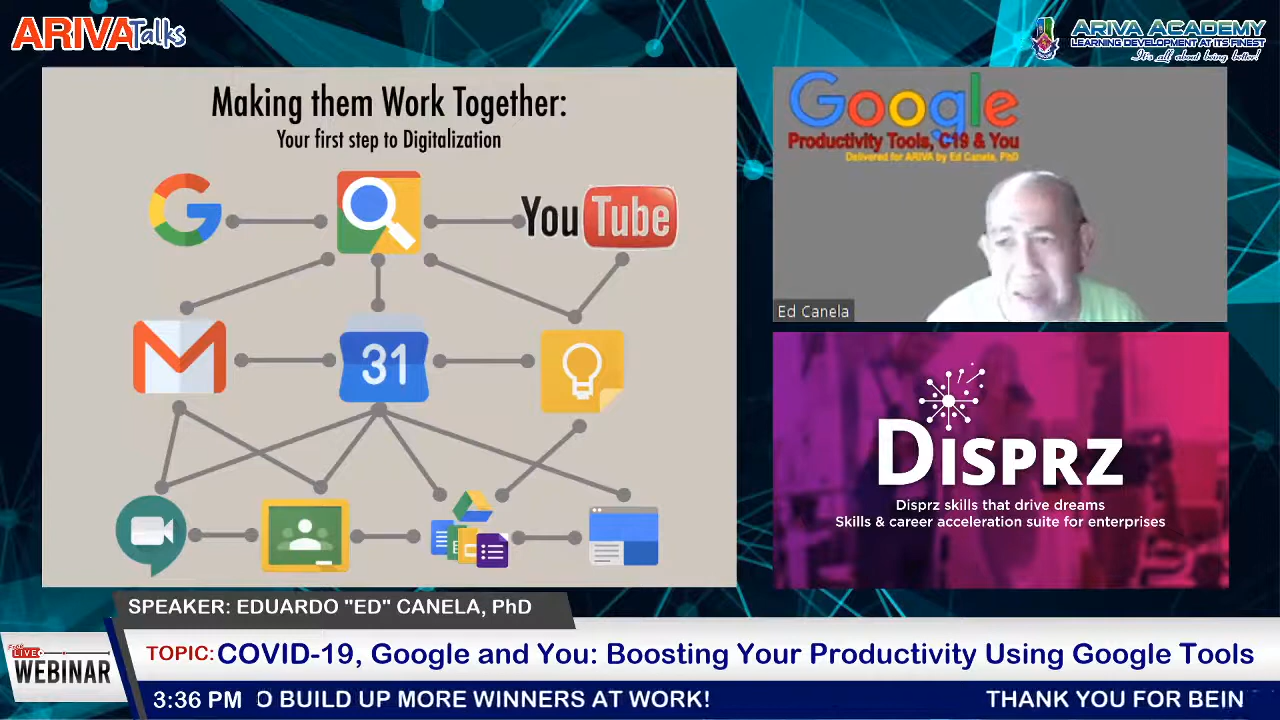 ARIVATalks
ARIVA ACADEMY
LEARNING DEVELOPMENT AT ITS FINEST
It's all about being better!
Making them Work Together:
Your first step to Digitalization
YouTube
31
Google
Productivity Tools, C19 & You
Delivered for ARIVA by Ed Canela, PhD
Ed Canela
DISPRZ
Disprz skills that drive dreams
Skills & career acceleration suite for enterprises
SPEAKER: EDUARDO "ED" CANELA, PhD
Free LIVE
WEBINAR
TOPIC: COVID-19, Google and You: Boosting Your Productivity Using Google Tools
3:36 PM O BUILD UP MORE WINNERS AT WORK! THANK YOU FOR BEIN